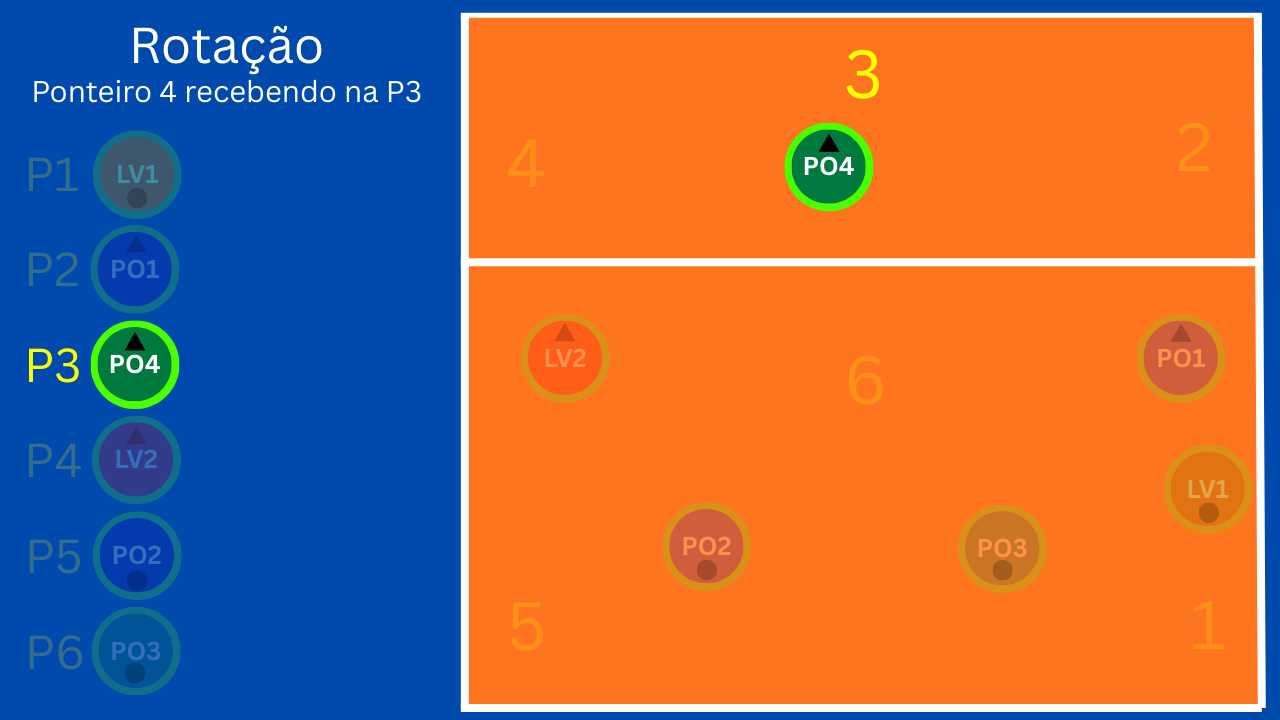 Rotação
Ponteiro 4 recebendo na P3
P1 LV1
P2 PO1
P3 PO4
P4 LV2
P5 PO2
P6 PO3
3
4
2
PO4
LV2
PO1
6
LV1
PO2
PO3
5
1